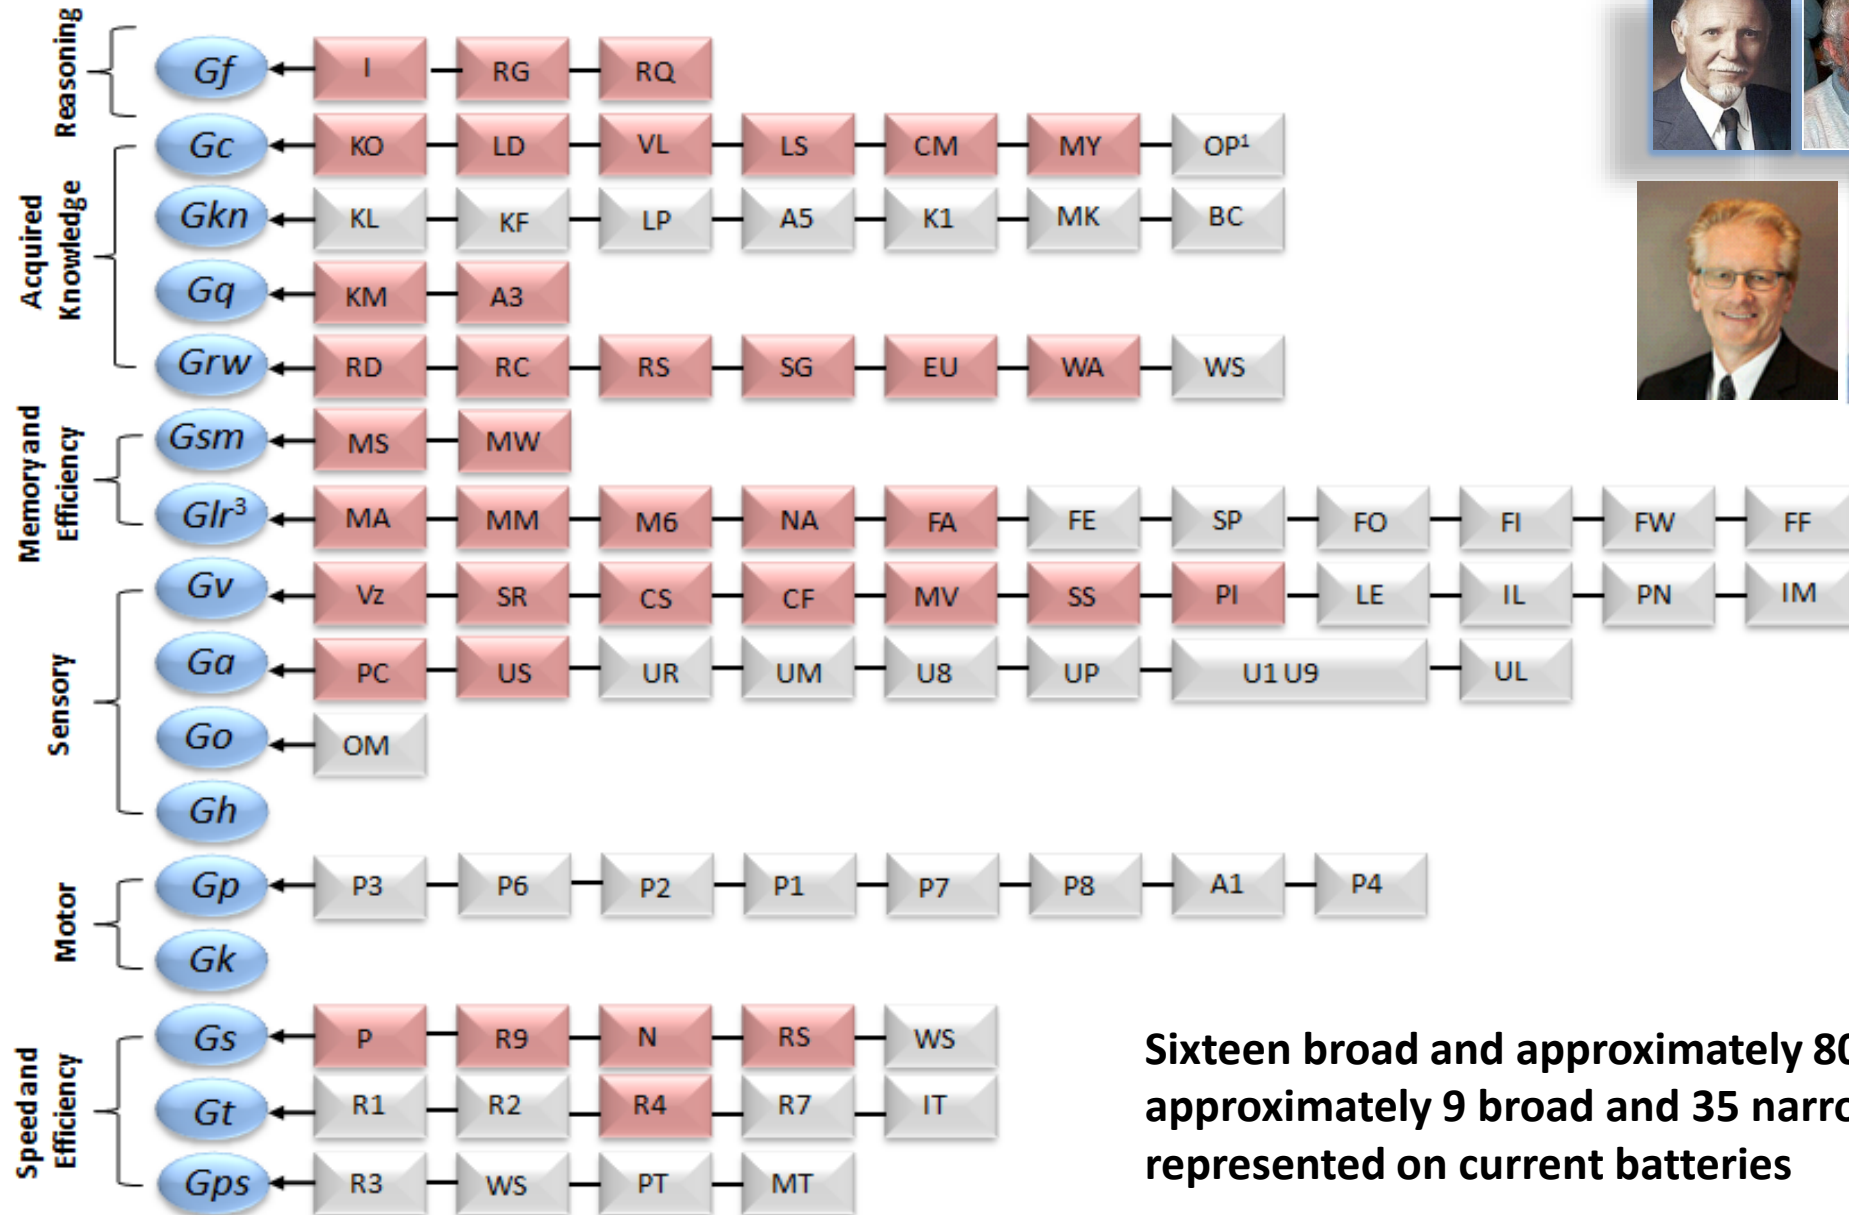 Reasoning
Gf I RG RQ
Acquired
Knowledge
Gc KO LD VL LS CM MY OP¹
Gkn KL KF LP A5 K1 MK BC
Gq KM A3
Grw RD RC RS SG EU WA WS
Memory and
Efficiency
Gsm MS MW
Glr³ MA MM M6 NA FA FE SP FO FI FW FF
Sensory
Gv Vz SR CS CF MV SS PI LE IL PN IM
Ga PC US UR UM U8 UP U1 U9 UL
Go OM
Gh
Motor
Gp P3 P6 P2 P1 P7 P8 A1 P4
Gk
Speed and
Efficiency
Gs P R9 N RS WS
Gt R1 R2 R4 R7 IT
Gps R3 WS PT MT
Sixteen broad and approximately 80
approximately 9 broad and 35 narro
represented on current batteries